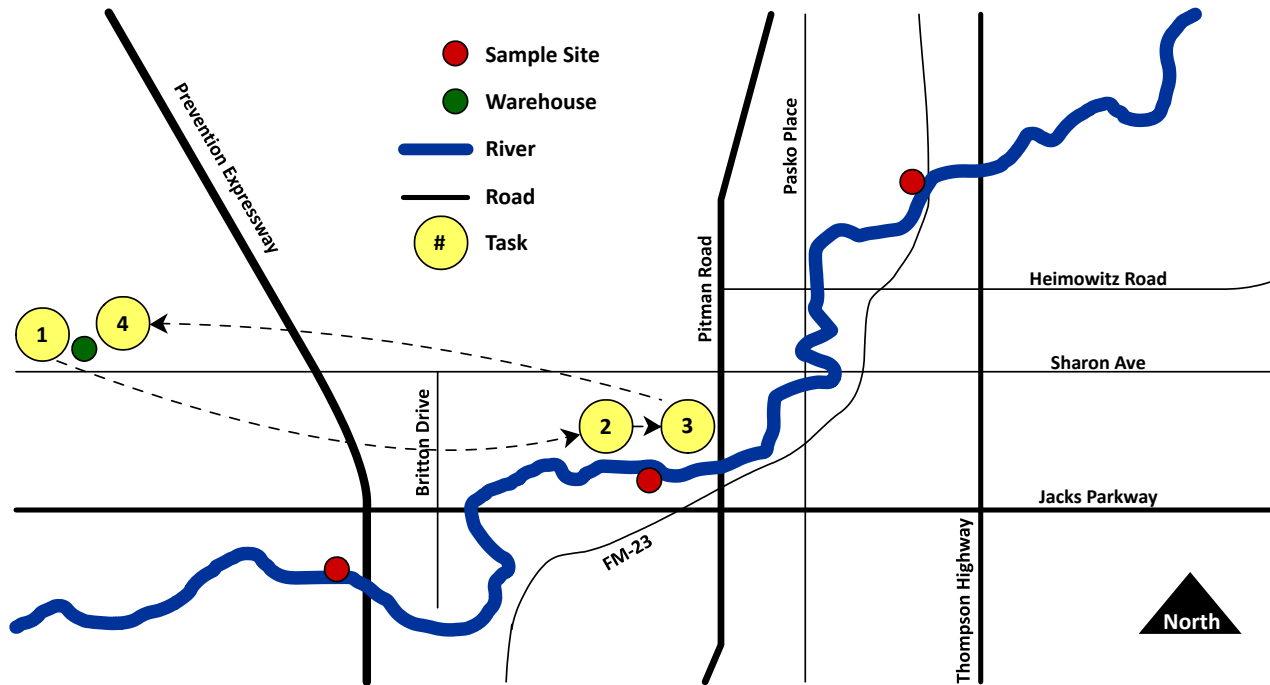 Sample Site
Warehouse
River
Road
# Task
Prevention Expressway
Pasko Place
Pitman Road
Heimowitz Road
1
4
Sharon Ave
Britton Drive
2
3
Jacks Parkway
FM-23
Thompson Highway
North